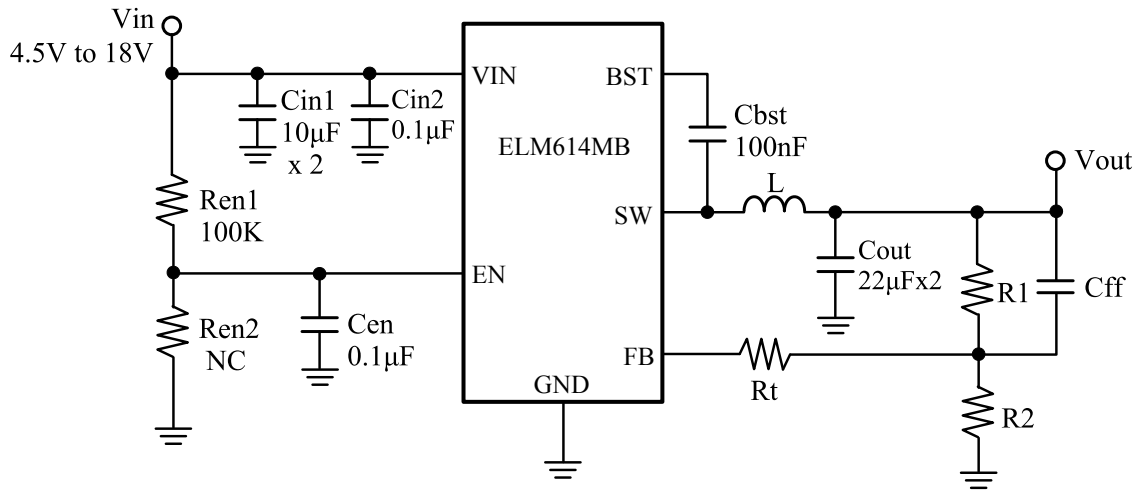 Vin
4.5V to 18V
VIN
BST
Cin1
10μF
x 2
Cin2
0.1μF
ELM614MB
Cbst
100nF
Vout
L
Ren1
100K
SW
Cout
22μFx2
R1
Cff
EN
Ren2
NC
Cen
0.1μF
FB
Rt
GND
R2